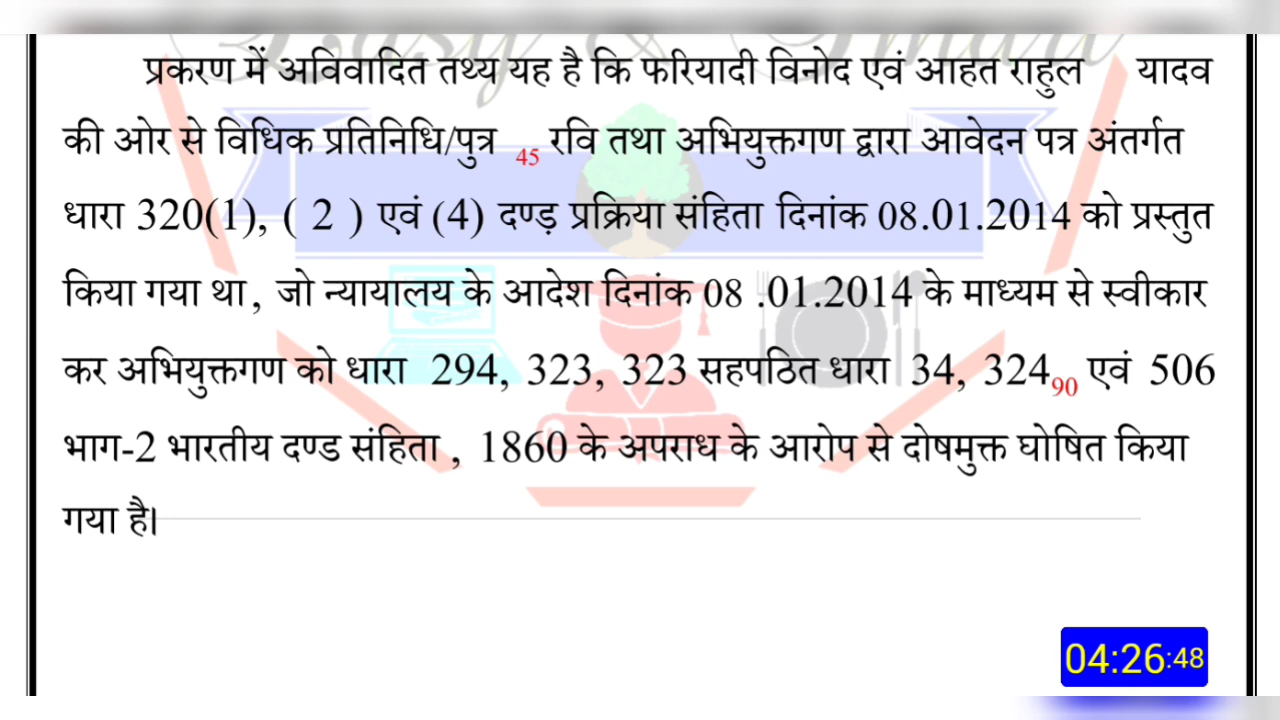 Easy & Smart
प्रकरण में अविवादित तथ्य यह है कि फरियादी विनोद एवं आहत राहुल यादव
की ओर से विधिक प्रतिनिधि/पुत्र 45 रवि तथा अभियुक्तगण द्वारा आवेदन पत्र अंतर्गत
धारा 320(1), ( 2 ) एवं (4) दण्ड़ प्रक्रिया संहिता दिनांक 08.01.2014 को प्रस्तुत
किया गया था, जो न्यायालय के आदेश दिनांक 08 .01.2014 के माध्यम से स्वीकार
कर अभियुक्तगण को धारा 294, 323, 323 सहपठित धारा 34, 324 90 एवं 506
भाग-2 भारतीय दण्ड संहिता , 1860 के अपराध के आरोप से दोषमुक्त घोषित किया
गया है।
04:26:48